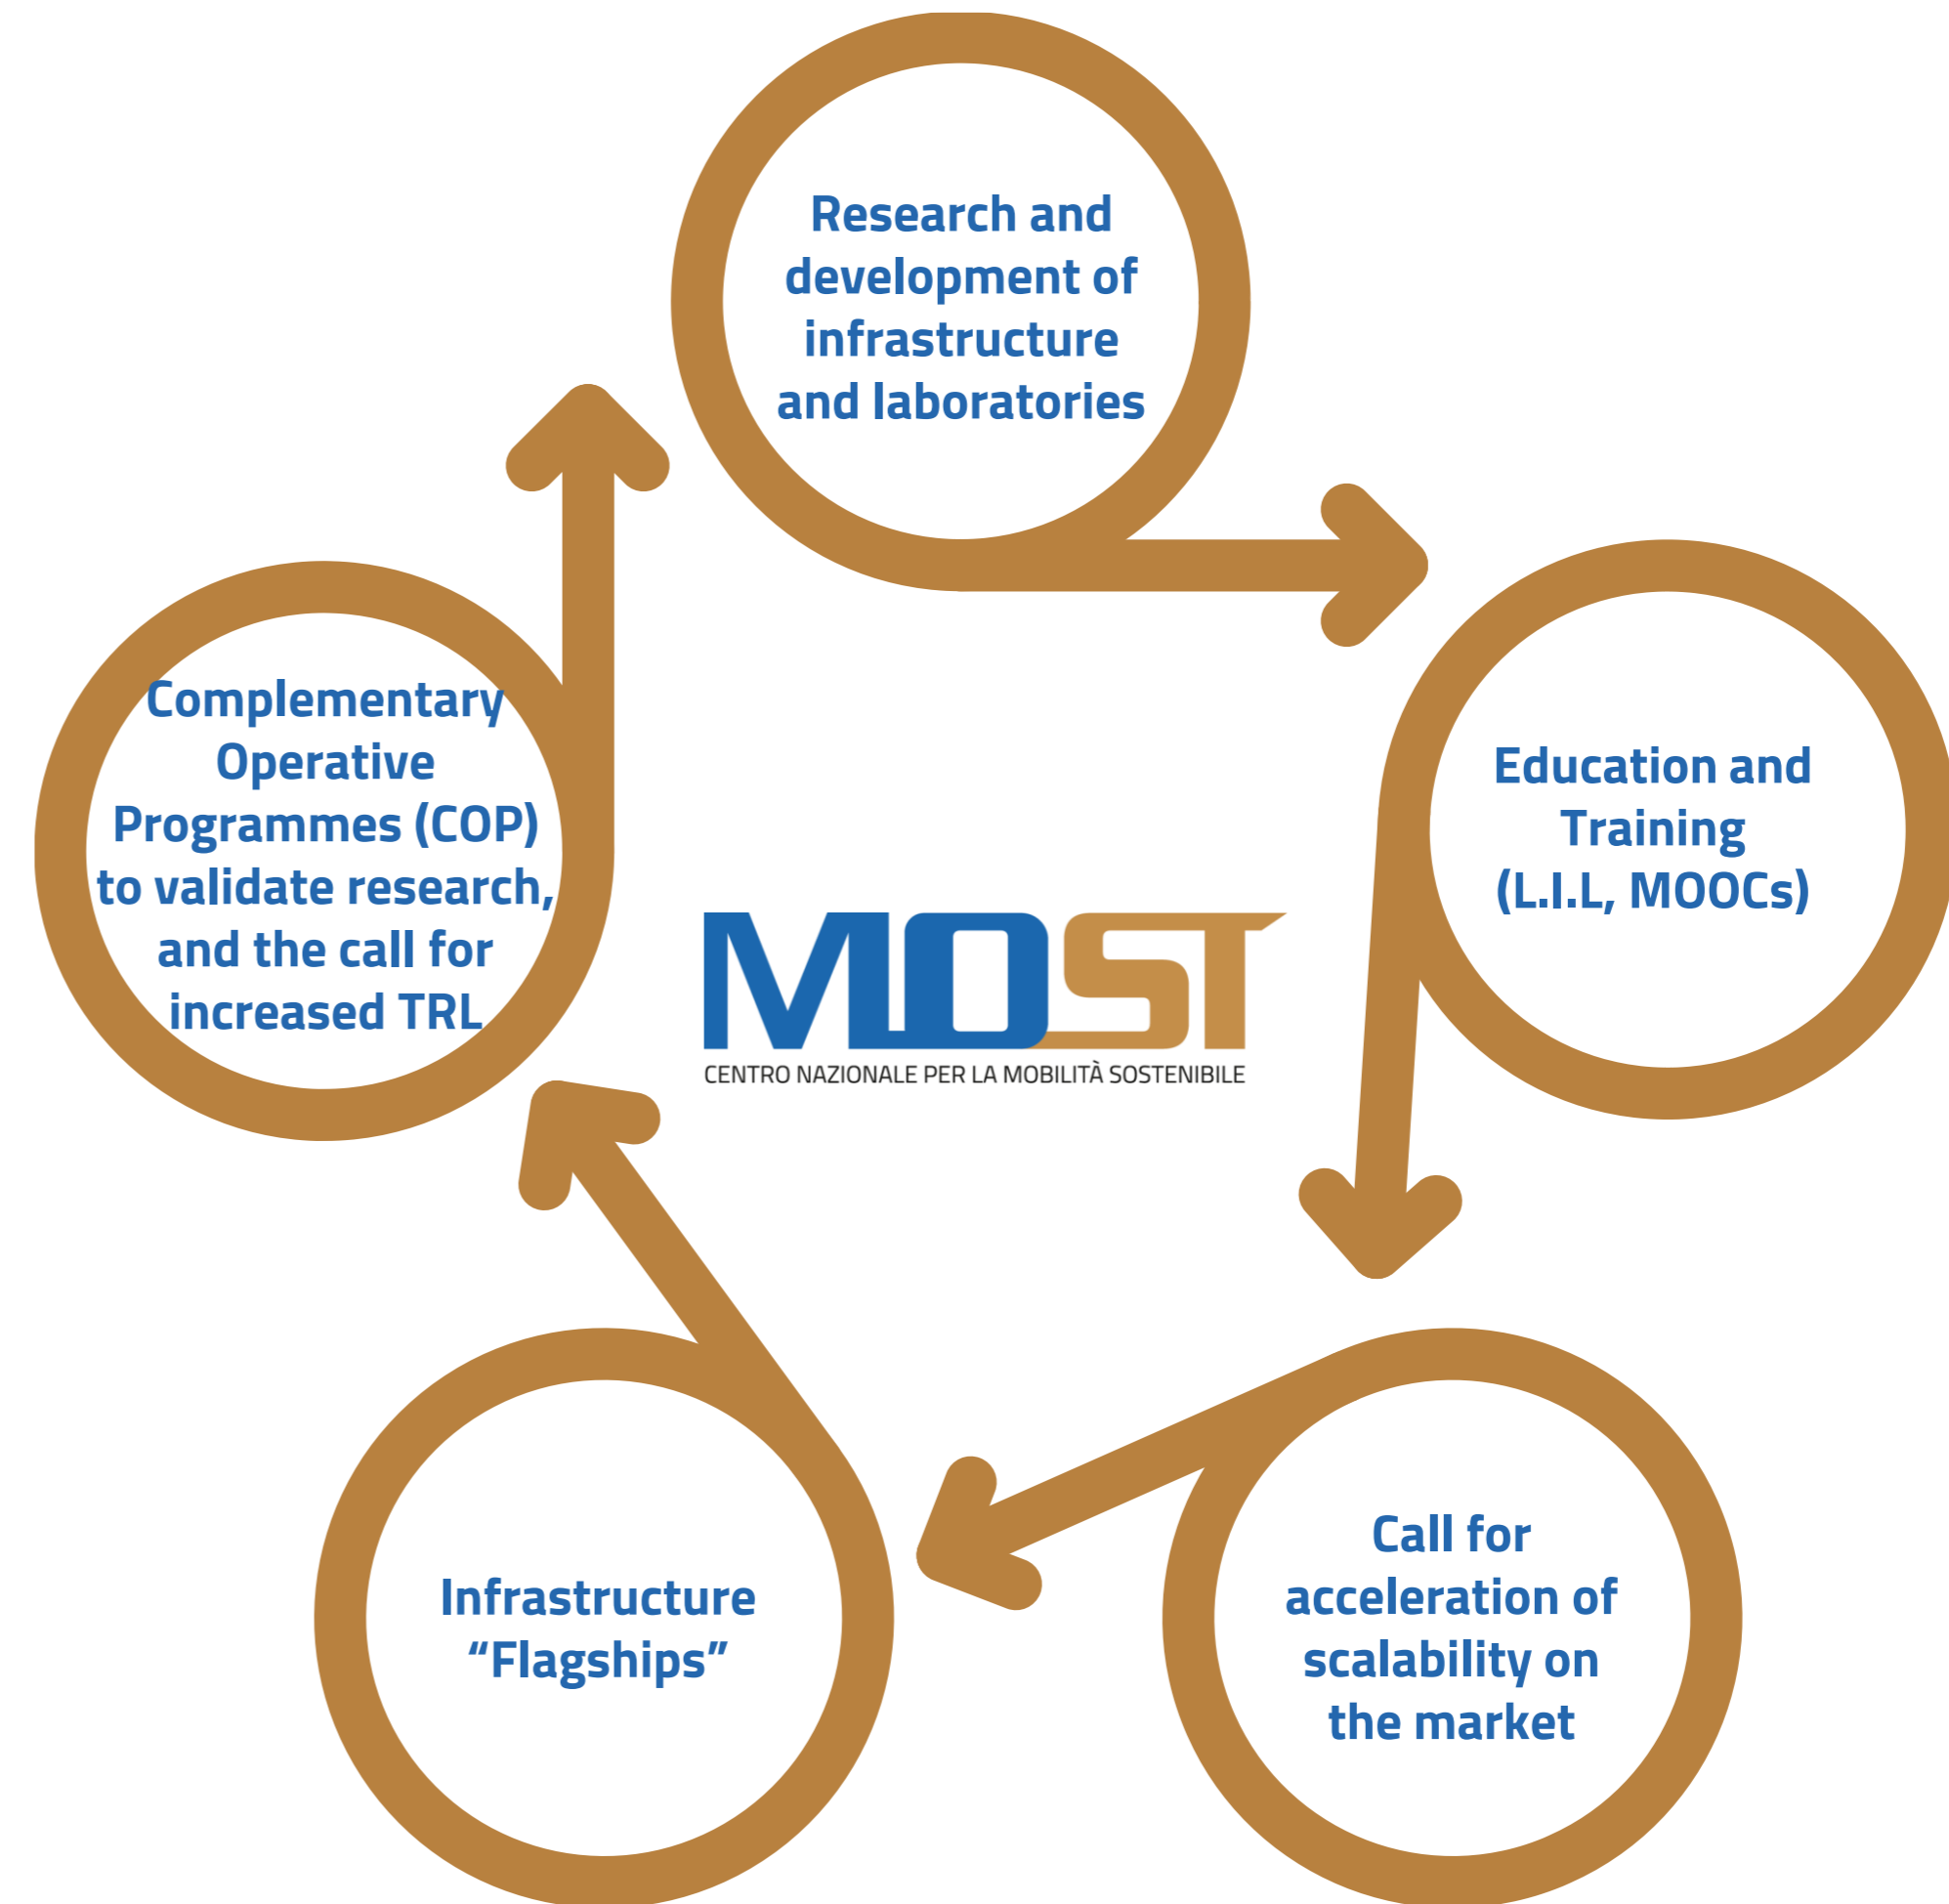 Research and
development of
infrastructure
and laboratories
Education and
Training
(L.I.L, MOOCs)
Call for
acceleration of
scalability on
the market
Infrastructure
“Flagships”
Complementary
Operative
Programmes (COP)
to validate research,
and the call for
increased TRL
MOST
CENTRO NAZIONALE PER LA MOBILITÀ SOSTENIBILE